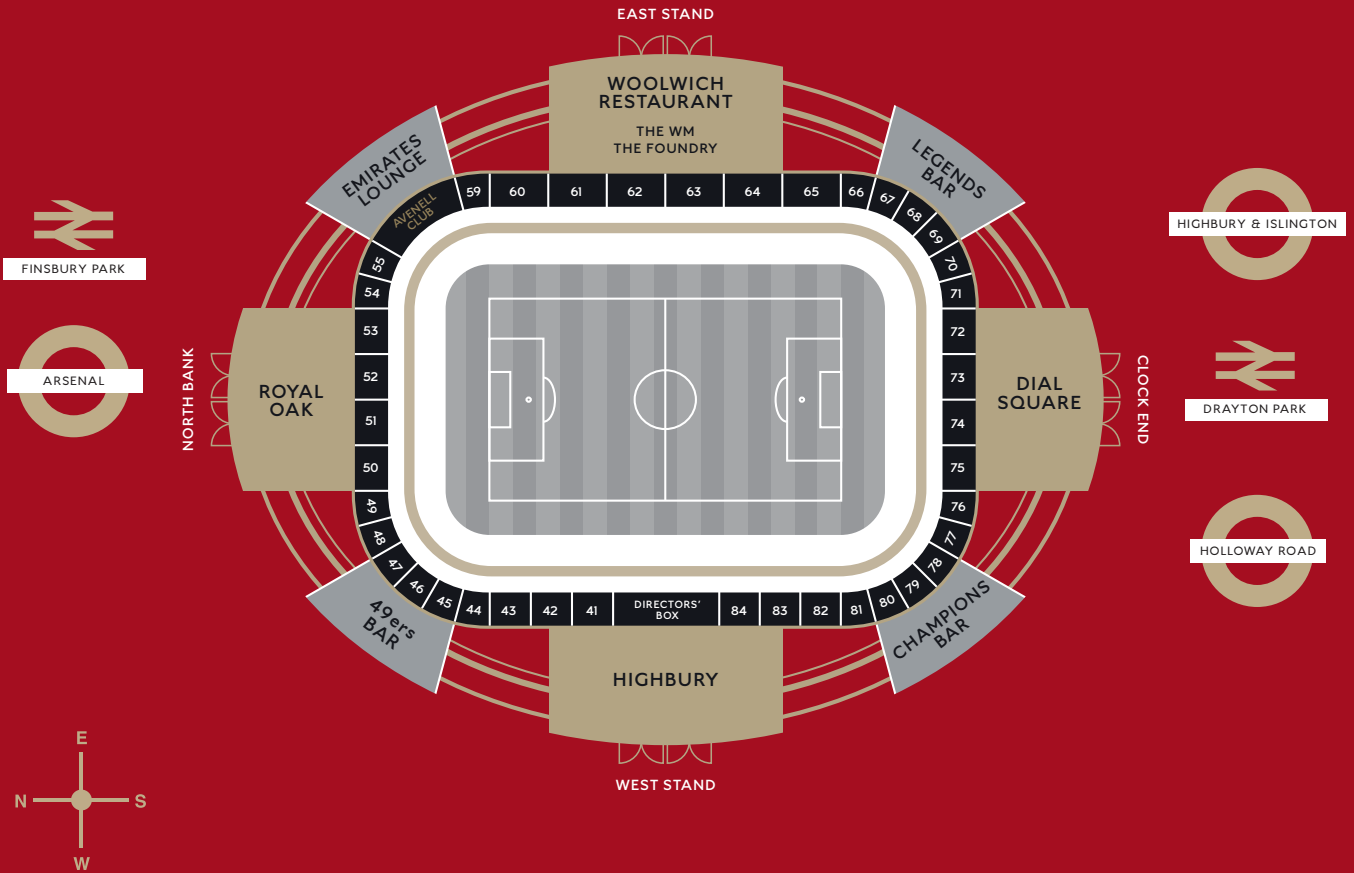 EAST STAND
WOOLWICH
RESTAURANT
THE WM
THE FOUNDRY
EMIRATES
LOUNGE
AVENELL
CLUB
LEGENDS
BAR
59
60
61
62
63
64
65
66
67
68
69
70
71
72
73
74
75
76
77
78
79
80
81
82
83
84
DIRECTORS'
BOX
41
42
43
44
45
46
47
48
49
50
51
52
53
54
55
FINSBURY PARK
ARSENAL
NORTH BANK
ROYAL
OAK
DIAL
SQUARE
CLOCK END
HIGHBURY & ISLINGTON
DRAYTON PARK
HOLLOWAY ROAD
49ers
BAR
HIGHBURY
CHAMPIONS
BAR
WEST STAND
E
N
S
W